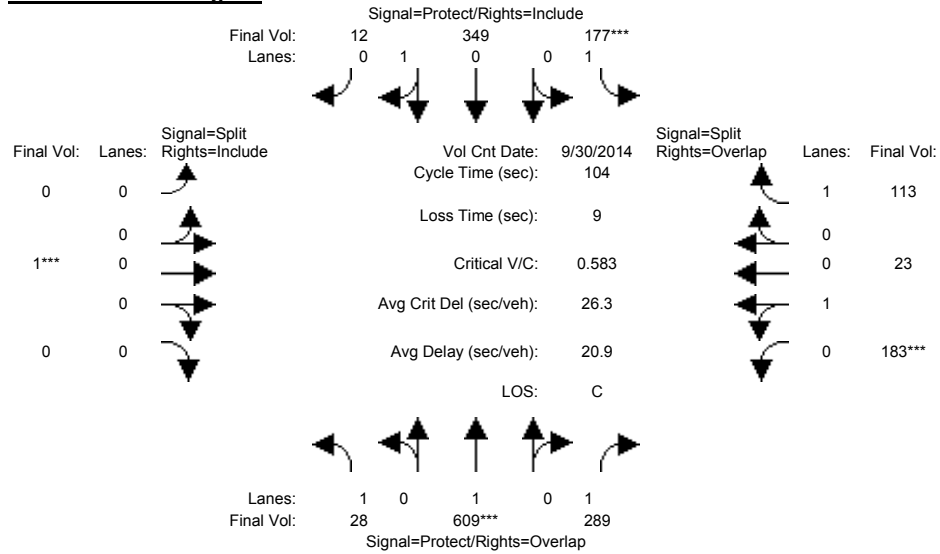 Signal=Protect/Rights=Include
Final Vol: 12 349 177***
Lanes: 0 1 0 0 1
Signal=Split
Final Vol: Lanes: Rights=Include
Vol Cnt Date: 9/30/2014
Signal=Split
Rights=Overlap Lanes: Final Vol:
Cycle Time (sec): 104
0 0
1 113
Loss Time (sec): 9
0
0
1*** 0
Critical V/C: 0.583
0 23
0
Avg Crit Del (sec/veh): 26.3
1
0 0
Avg Delay (sec/veh): 20.9
0 183***
LOS: C
Lanes: 1 0 1 0 1
Final Vol: 28 609*** 289
Signal=Protect/Rights=Overlap